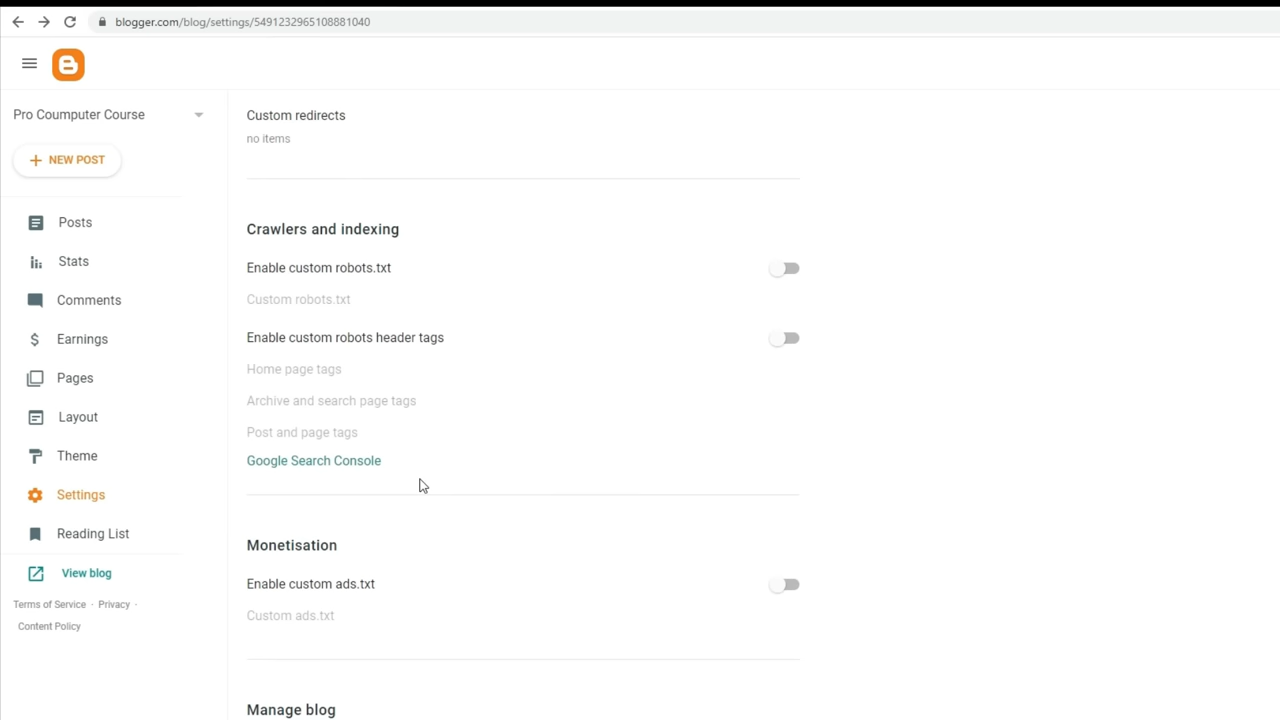 blogger.com/blog/settings/5491232965108881040
Pro Coumputer Course
NEW POST
Posts
Stats
Comments
Earnings
Pages
Layout
Theme
Settings
Reading List
View blog
Terms of Service · Privacy ·
Content Policy
Custom redirects
no items
Crawlers and indexing
Enable custom robots.txt
Custom robots.txt
Enable custom robots header tags
Home page tags
Archive and search page tags
Post and page tags
Google Search Console
Monetisation
Enable custom ads.txt
Custom ads.txt
Manage blog